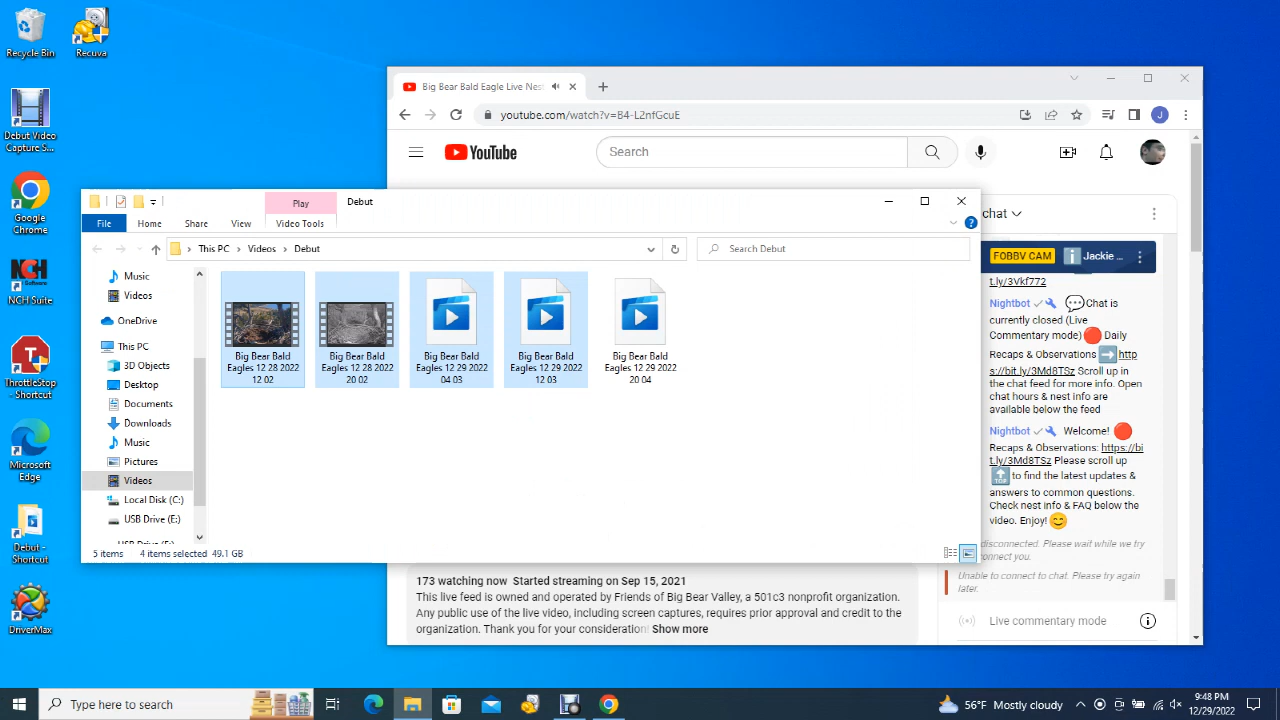 Recycle Bin
Recuva
Debut Video
Capture S...
Google
Chrome
NCH Suite
ThrottleStop
- Shortcut
Microsoft
Edge
Debut -
Shortcut
DriverMax
Big Bear Bald Eagle Live Nes
youtube.com/watch?v=B4-L2nfGcuE
J
YouTube
Search
chat
FOBBV CAM
Jackie ...
t.ly/3Vkf772
Nightbot 💬Chat is
currently closed (Live
Commentary mode)🔴 Daily
Recaps & Observations ➡️ http
s://bit.ly/3Md8TSz Scroll up in
the chat feed for more info. Open
chat hours & nest info are
available below the feed
Nightbot Welcome! 🔴
Recaps & Observations: https://bi
t.ly/3Md8TSz Please scroll up
🔝 to find the latest updates &
answers to common questions.
Check nest info & FAQ below the
video. Enjoy!😊
disconnected. Please wait while we try
connect you.
Unable to connect to chat. Please try again
later.
Live commentary mode
Play
Debut
File
Home
Share
View
Video Tools
This PC
Videos
Debut
Search Debut
Music
Videos
OneDrive
This PC
3D Objects
Desktop
Documents
Downloads
Music
Pictures
Videos
Local Disk (C:)
USB Drive (E:)
Big Bear Bald
Eagles 12 28 2022
12 02
Big Bear Bald
Eagles 12 28 2022
20 02
Big Bear Bald
Eagles 12 29 2022
04 03
Big Bear Bald
Eagles 12 29 2022
12 03
Big Bear Bald
Eagles 12 29 2022
20 04
5 items 4 items selected 49.1 GB
173 watching now Started streaming on Sep 15, 2021
This live feed is owned and operated by Friends of Big Bear Valley, a 501c3 nonprofit organization.
Any public use of the live video, including screen captures, requires prior approval and credit to the
organization. Thank you for your consideration! Show more
Type here to search
56°F Mostly cloudy
9:48 PM
12/29/2022